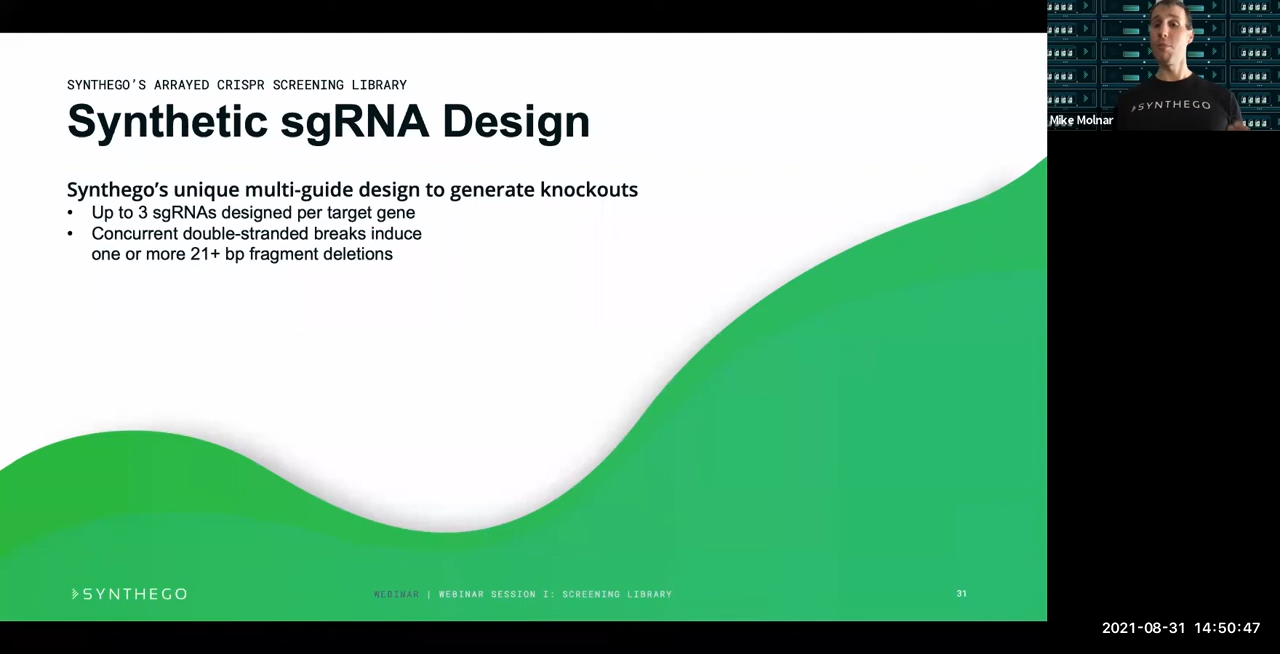 SYNTHEGO'S ARRAYED CRISPR SCREENING LIBRARY
Synthetic sgRNA Design
Synthego's unique multi-guide design to generate knockouts
• Up to 3 sgRNAs designed per target gene
• Concurrent double-stranded breaks induce
one or more 21+ bp fragment deletions
SYNTHEGO
WEBINAR | WEBINAR SESSION I: SCREENING LIBRARY
31
SYNTHEGO
Mike Molnar
2021-08-31 14:50:47